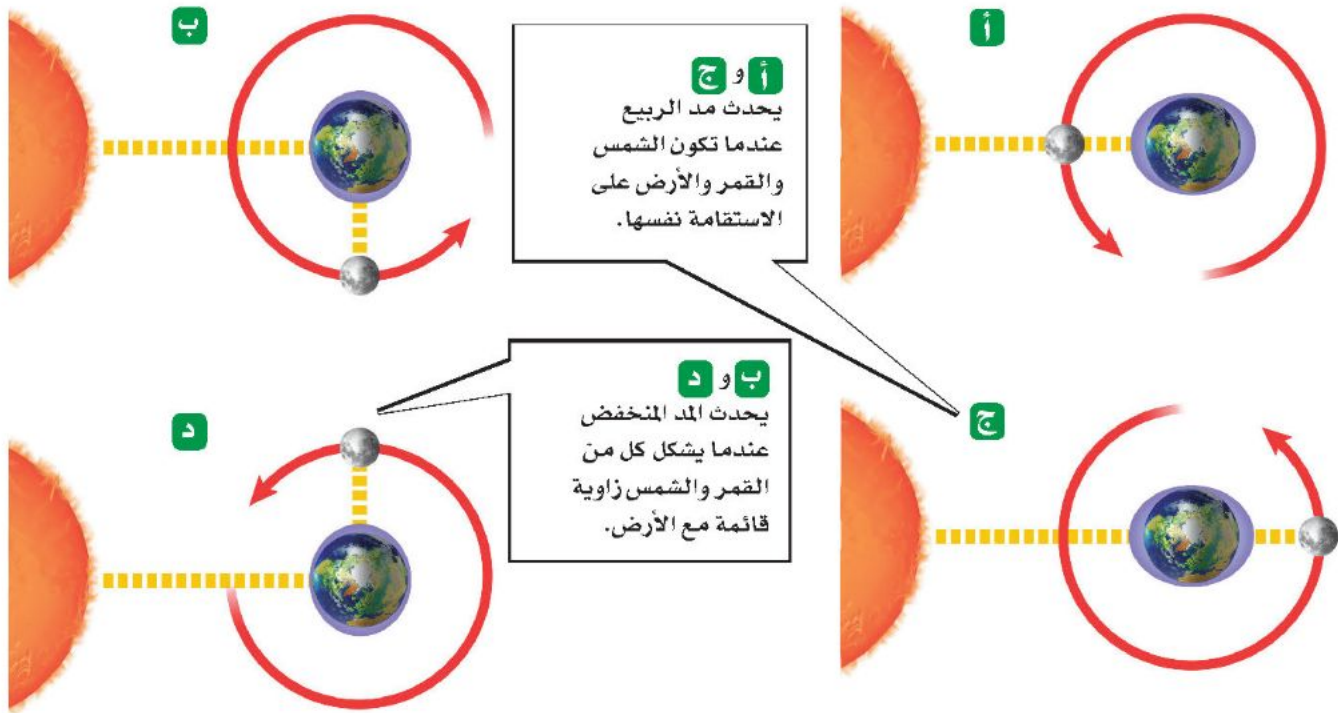 أ
أ و ج
يحدث مد الربيع
عندما تكون الشمس
والقمر والأرض على
الاستقامة نفسها.
ب
ج
ب و د
يحدث المد المنخفض
عندما يشكل كل من
القمر والشمس زاوية
قائمة مع الأرض.
د